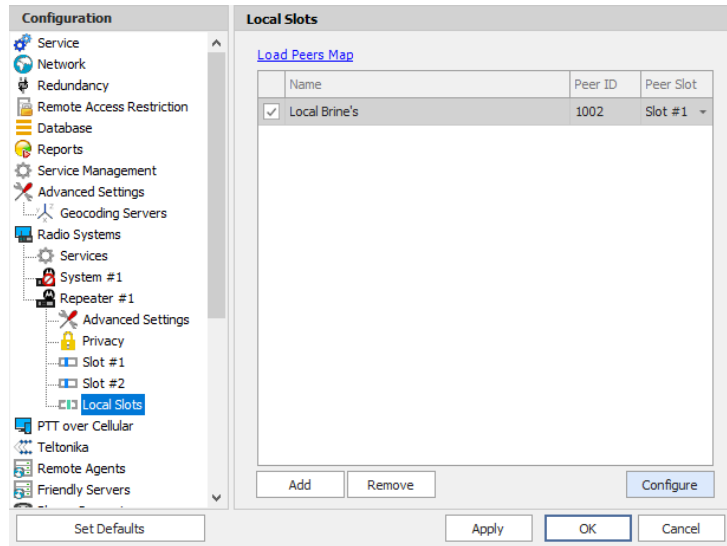 Configuration
Service
Network
Redundancy
Remote Access Restriction
Database
Reports
Service Management
Advanced Settings
Geocoding Servers
Radio Systems
Services
System #1
Repeater #1
Advanced Settings
Privacy
Slot #1
Slot #2
Local Slots
PTT over Cellular
Teltonika
Remote Agents
Friendly Servers
Set Defaults
Local Slots
Load Peers Map
Name Peer ID Peer Slot
Local Brine's 1002 Slot #1
Add Remove Configure
Apply OK Cancel